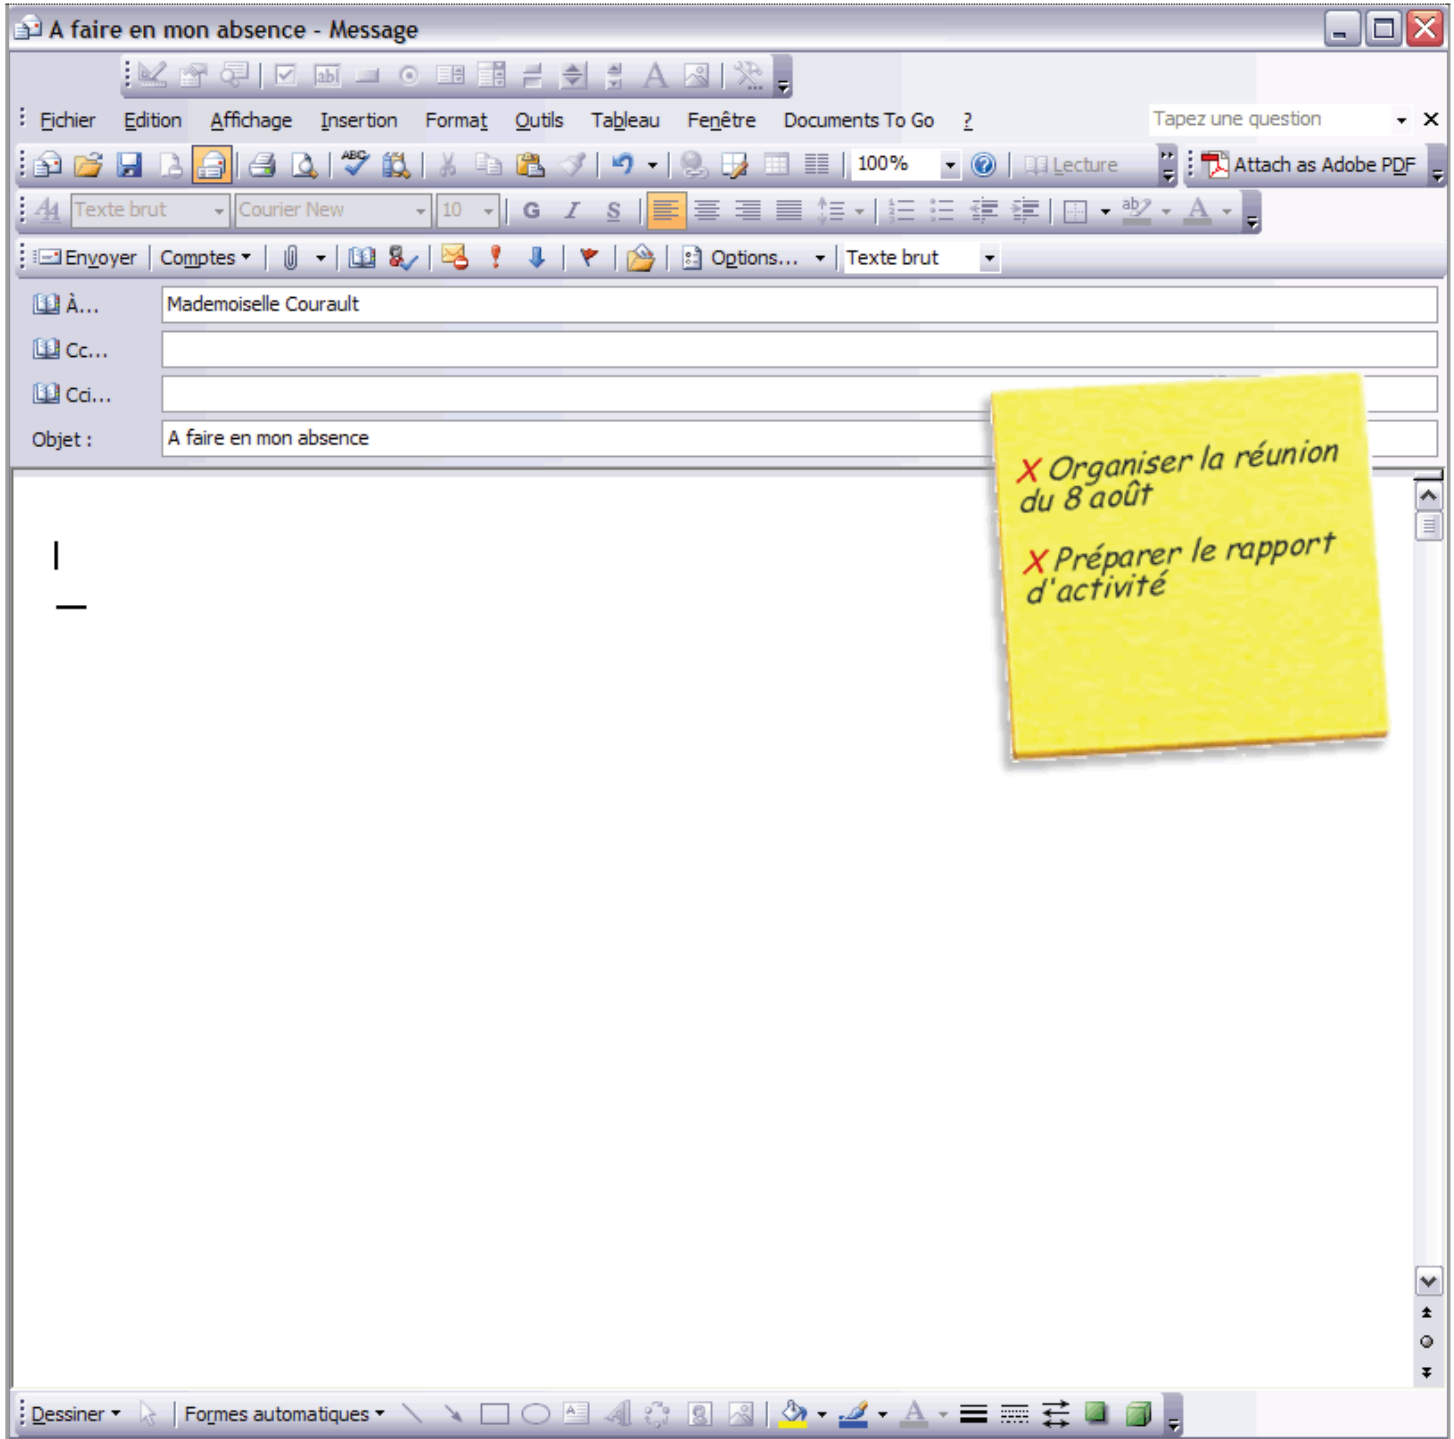 A faire en mon absence - Message
Fichier Edition Affichage Insertion Format Outils Tableau Fenêtre Documents To Go ? Tapez une question
100% Lecture Attach as Adobe PDF
Texte brut Courier New 10 G I S
Envoyer Comptes Options... Texte brut
À... Mademoiselle Courault
Cc...
Cci...
Objet : A faire en mon absence
X Organiser la réunion
du 8 août
X Préparer le rapport
d'activité
Dessiner Formes automatiques